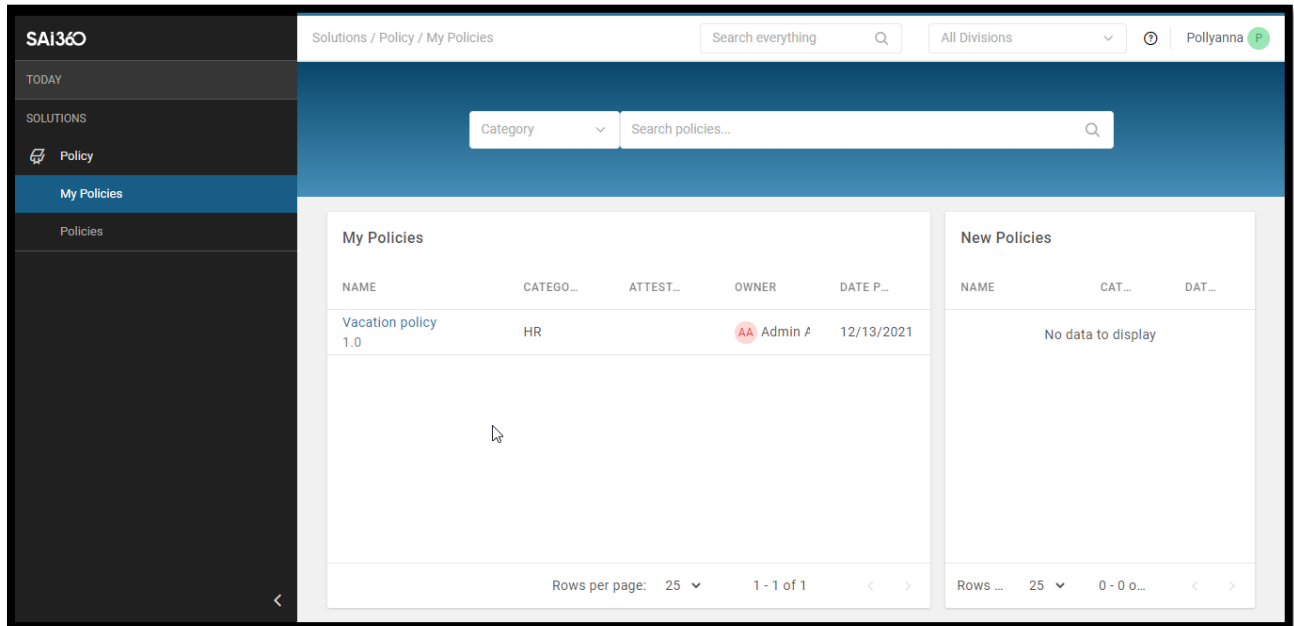 SAI360
Solutions / Policy / My Policies
Search everything
All Divisions
?
Pollyanna
P
TODAY
SOLUTIONS
Policy
My Policies
Policies
Category
Search policies...
My Policies
NAME CATEGO... ATTEST... OWNER DATE P...
Vacation policy HR AA Admin A 12/13/2021
1.0
Rows per page: 25 1 - 1 of 1
New Policies
NAME CAT... DAT...
No data to display
Rows ... 25 0 - 0 o...